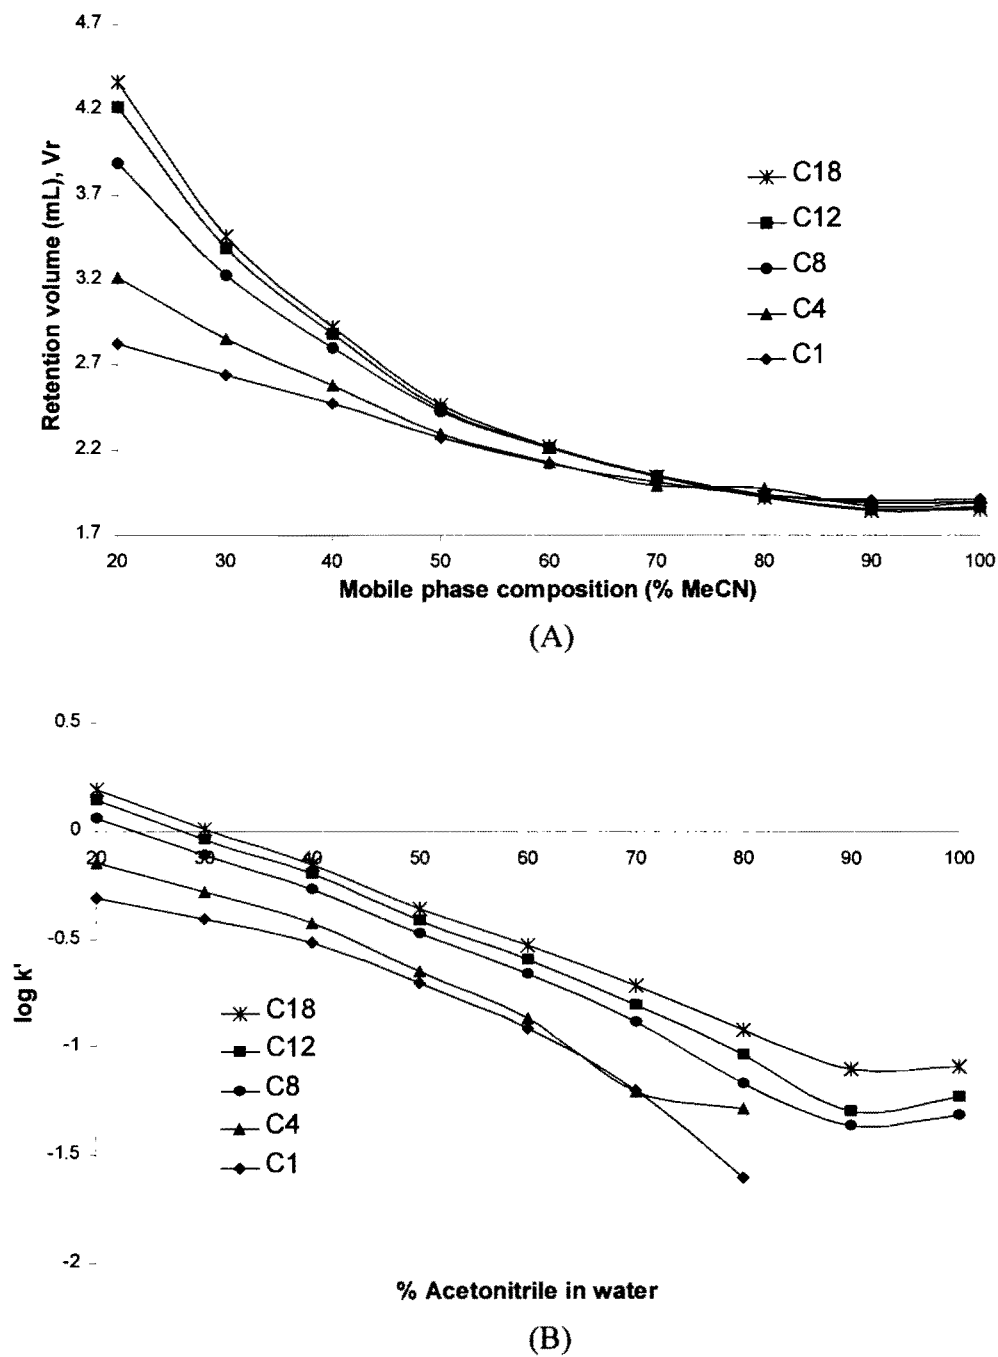 4.7
4.2
3.7
3.2
2.7
2.2
1.7
Retention volume (mL), Vr
C18
C12
C8
C4
C1
20 30 40 50 60 70 80 90 100
Mobile phase composition (% MeCN)
(A)
0.5
0
-0.5
-1
-1.5
-2
log k'
20 30 40 50 60 70 80 90 100
C18
C12
C8
C4
C1
% Acetonitrile in water
(B)